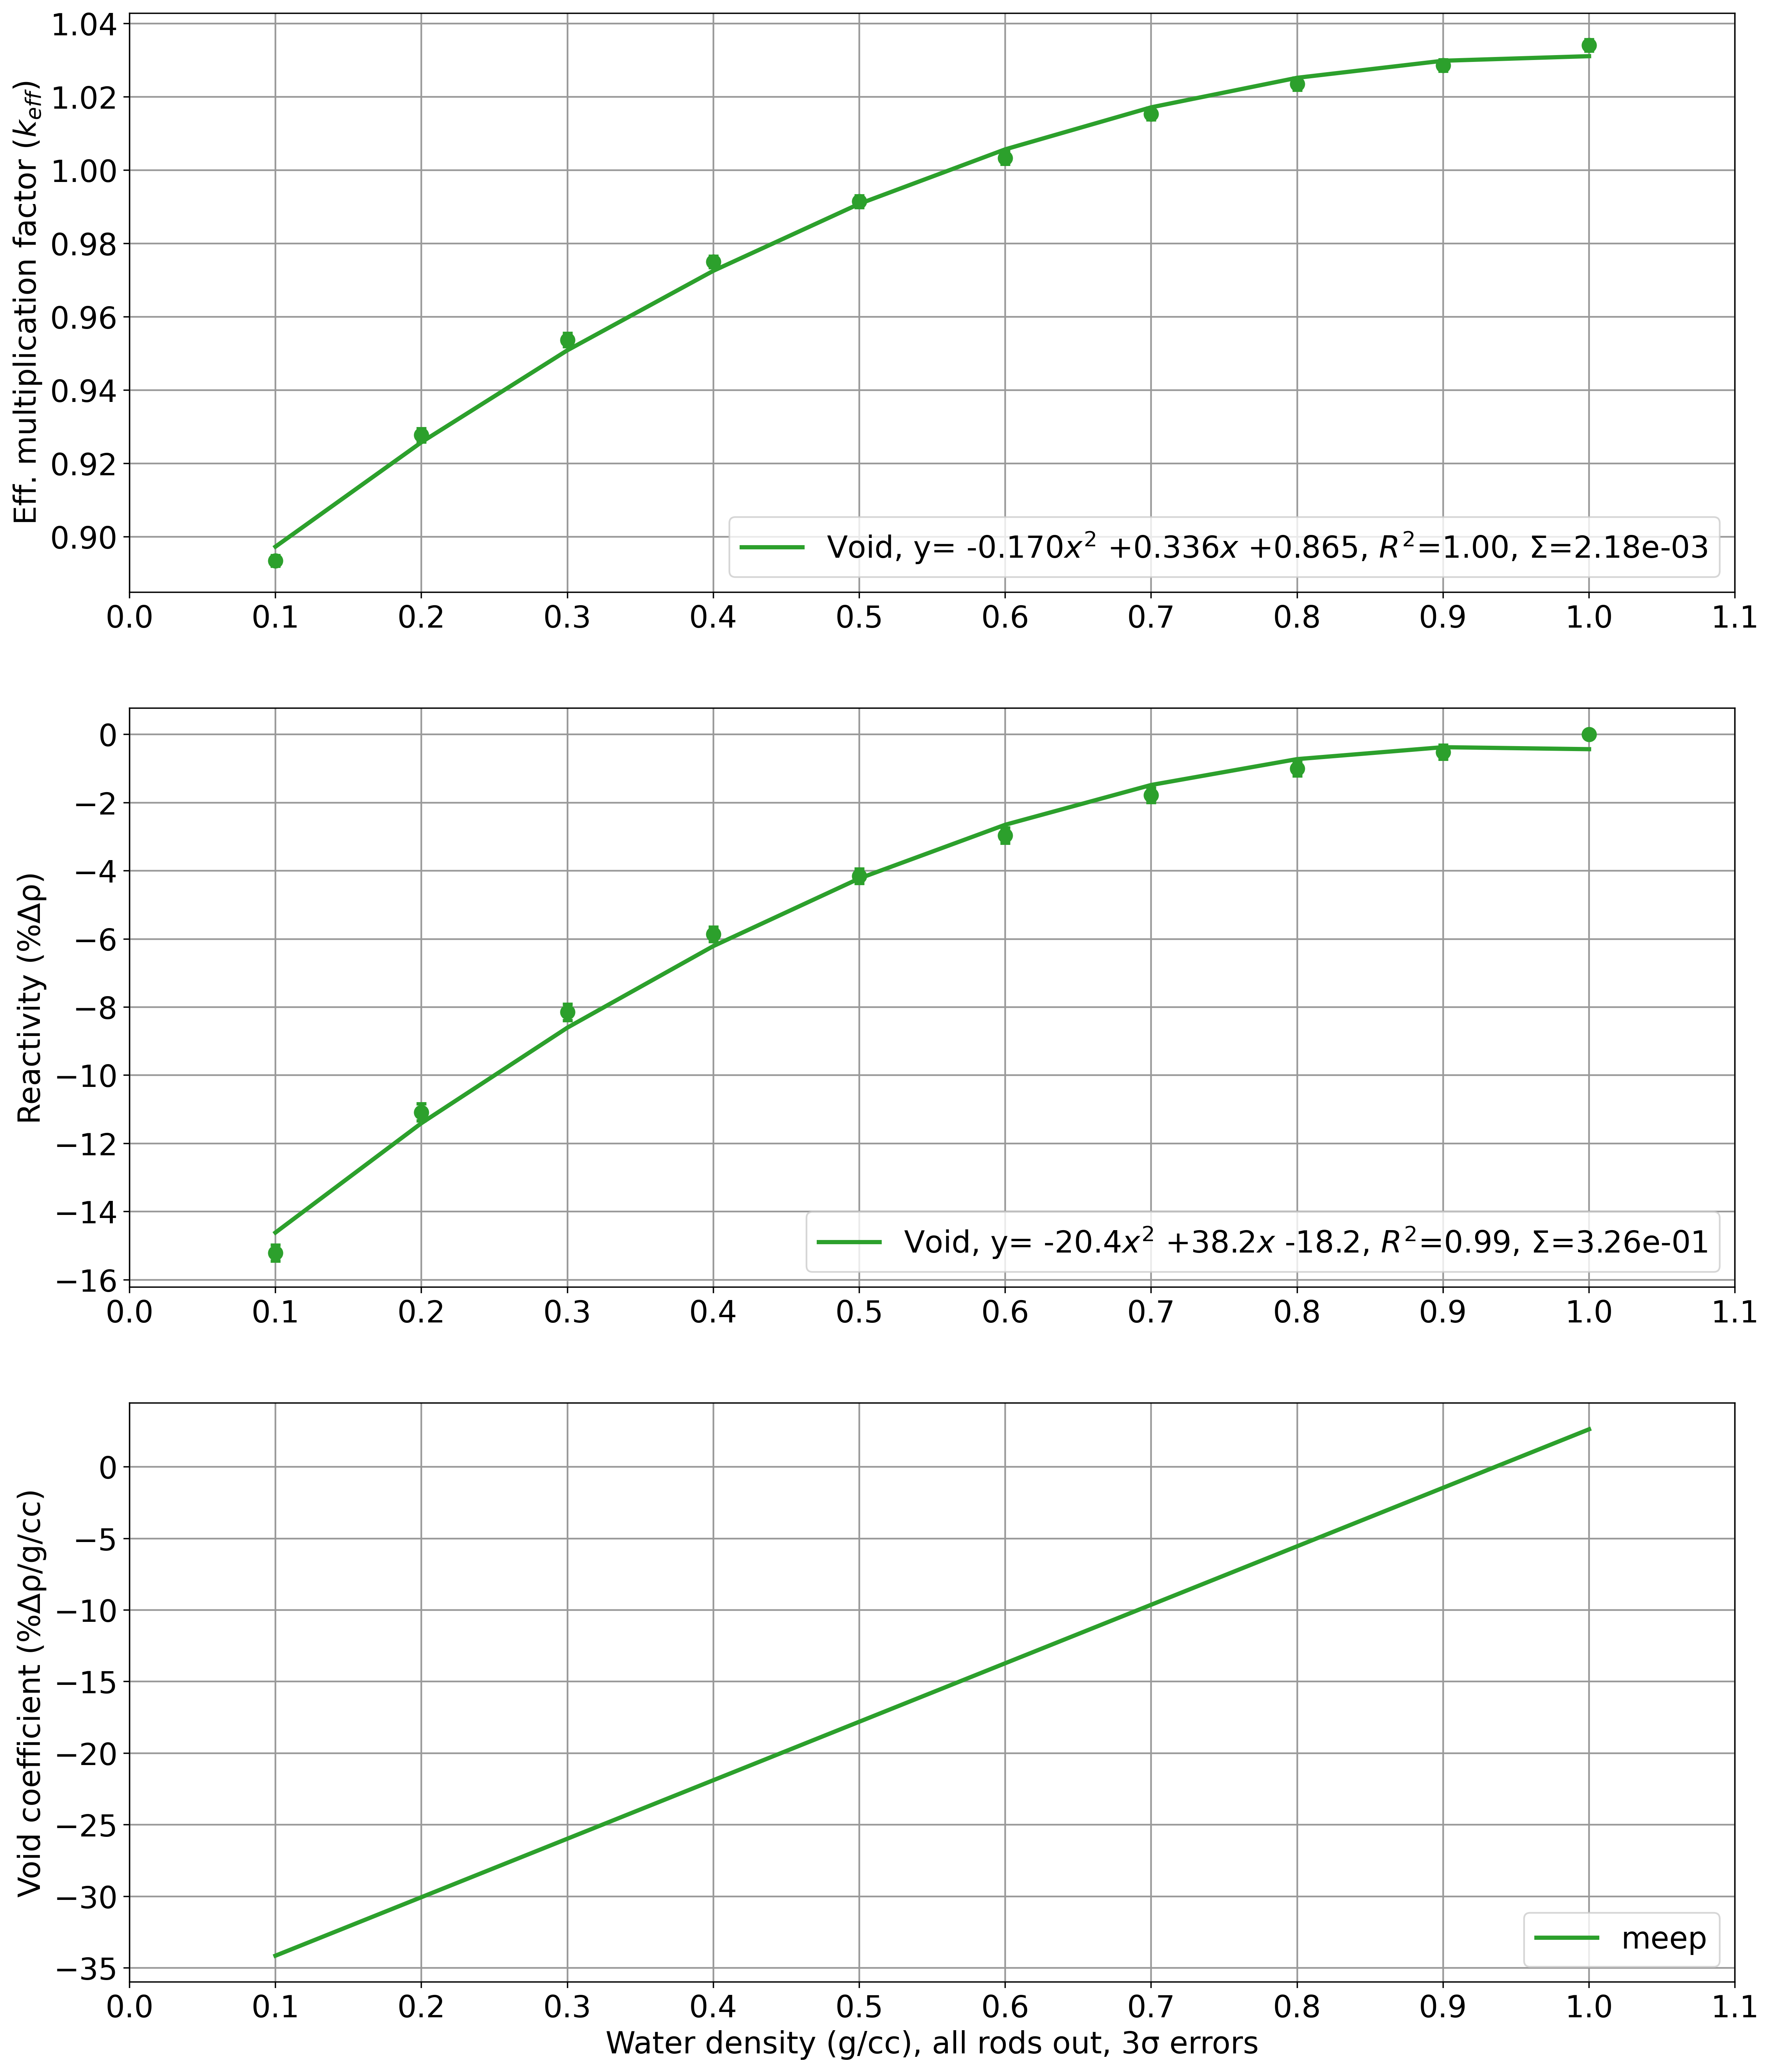 Eff. multiplication factor (k_eff)
1.04
1.02
1.00
0.98
0.96
0.94
0.92
0.90
Void, y= -0.170x² +0.336x +0.865, R²=1.00, Σ=2.18e-03
0.0 0.1 0.2 0.3 0.4 0.5 0.6 0.7 0.8 0.9 1.0 1.1
Reactivity (%Δρ)
0
−2
−4
−6
−8
−10
−12
−14
−16
Void, y= -20.4x² +38.2x -18.2, R²=0.99, Σ=3.26e-01
0.0 0.1 0.2 0.3 0.4 0.5 0.6 0.7 0.8 0.9 1.0 1.1
Void coefficient (%Δρ/g/cc)
0
−5
−10
−15
−20
−25
−30
−35
meep
0.0 0.1 0.2 0.3 0.4 0.5 0.6 0.7 0.8 0.9 1.0 1.1
Water density (g/cc), all rods out, 3σ errors